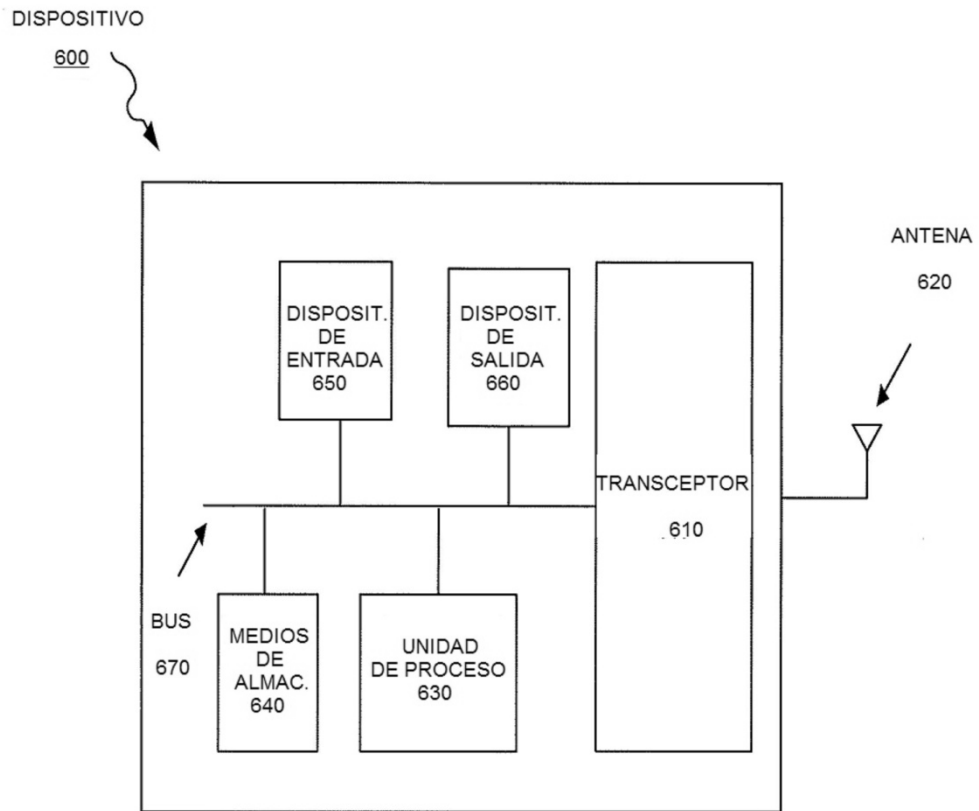 DISPOSITIVO
600
ANTENA
620
DISPOSIT.
DE
ENTRADA
650
DISPOSIT.
DE
SALIDA
660
TRANSCEPTOR
610
BUS
670
MEDIOS
DE
ALMAC.
640
UNIDAD
DE PROCESO
630